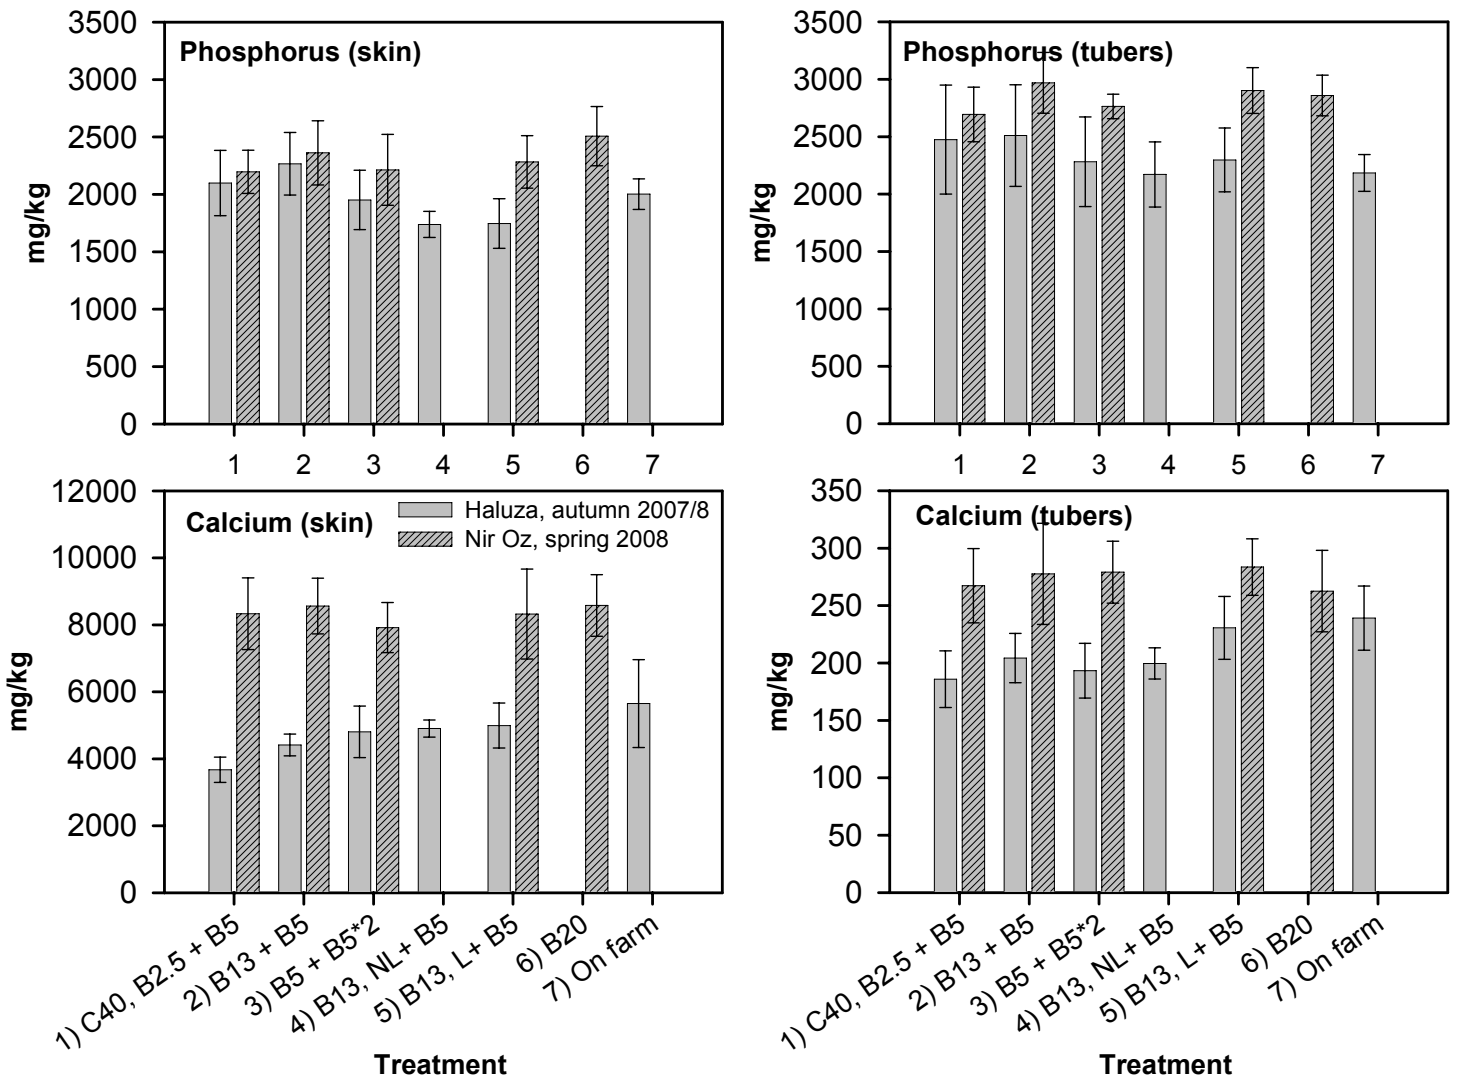 Phosphorus (skin)
mg/kg
3500
3000
2500
2000
1500
1000
500
0
1 2 3 4 5 6 7
Phosphorus (tubers)
mg/kg
3500
3000
2500
2000
1500
1000
500
0
1 2 3 4 5 6 7
Calcium (skin)
Haluza, autumn 2007/8
Nir Oz, spring 2008
mg/kg
12000
10000
8000
6000
4000
2000
0
1) C40, B2.5 + B5
2) B13 + B5
3) B5 + B5*2
4) B13, NL + B5
5) B13, L + B5
6) B20
7) On farm
Treatment
Calcium (tubers)
mg/kg
350
300
250
200
150
100
50
0
1) C40, B2.5 + B5
2) B13 + B5
3) B5 + B5*2
4) B13, NL + B5
5) B13, L + B5
6) B20
7) On farm
Treatment